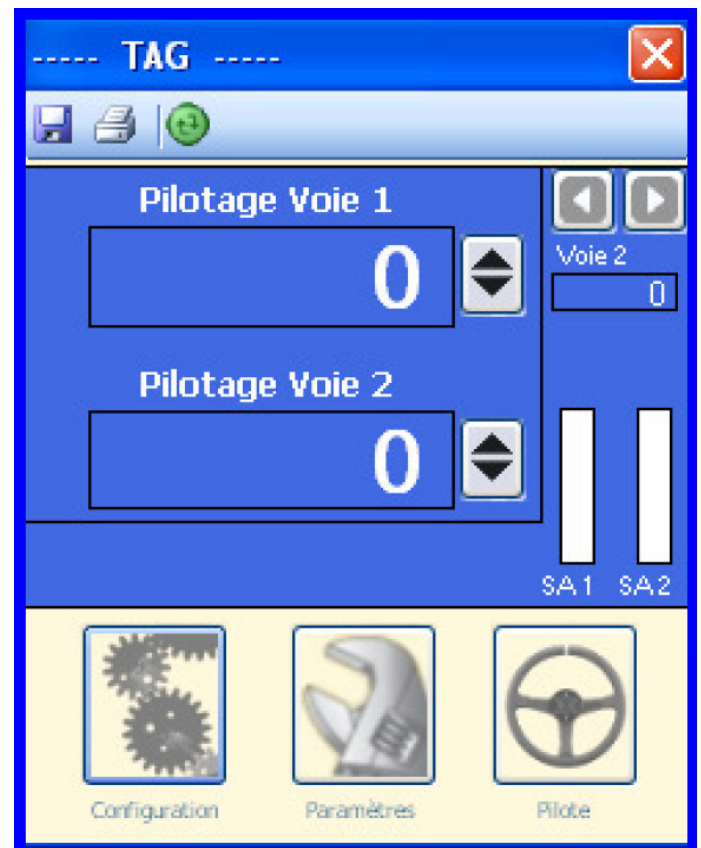 ----- TAG -----
Pilotage Voie 1
0
Voie 2
0
Pilotage Voie 2
0
SA1 SA2
Configuration Paramètres Pilote